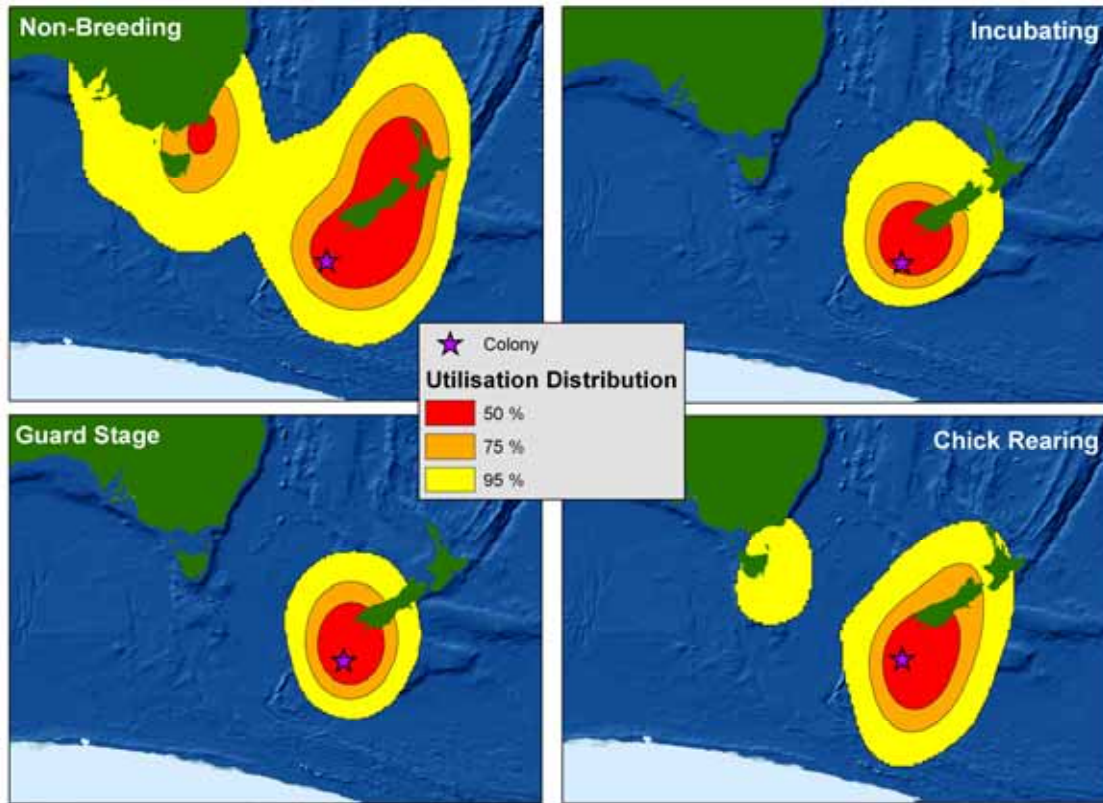 Non-Breeding
Incubating
Colony
Utilisation Distribution
50 %
75 %
95 %
Guard Stage
Chick Rearing